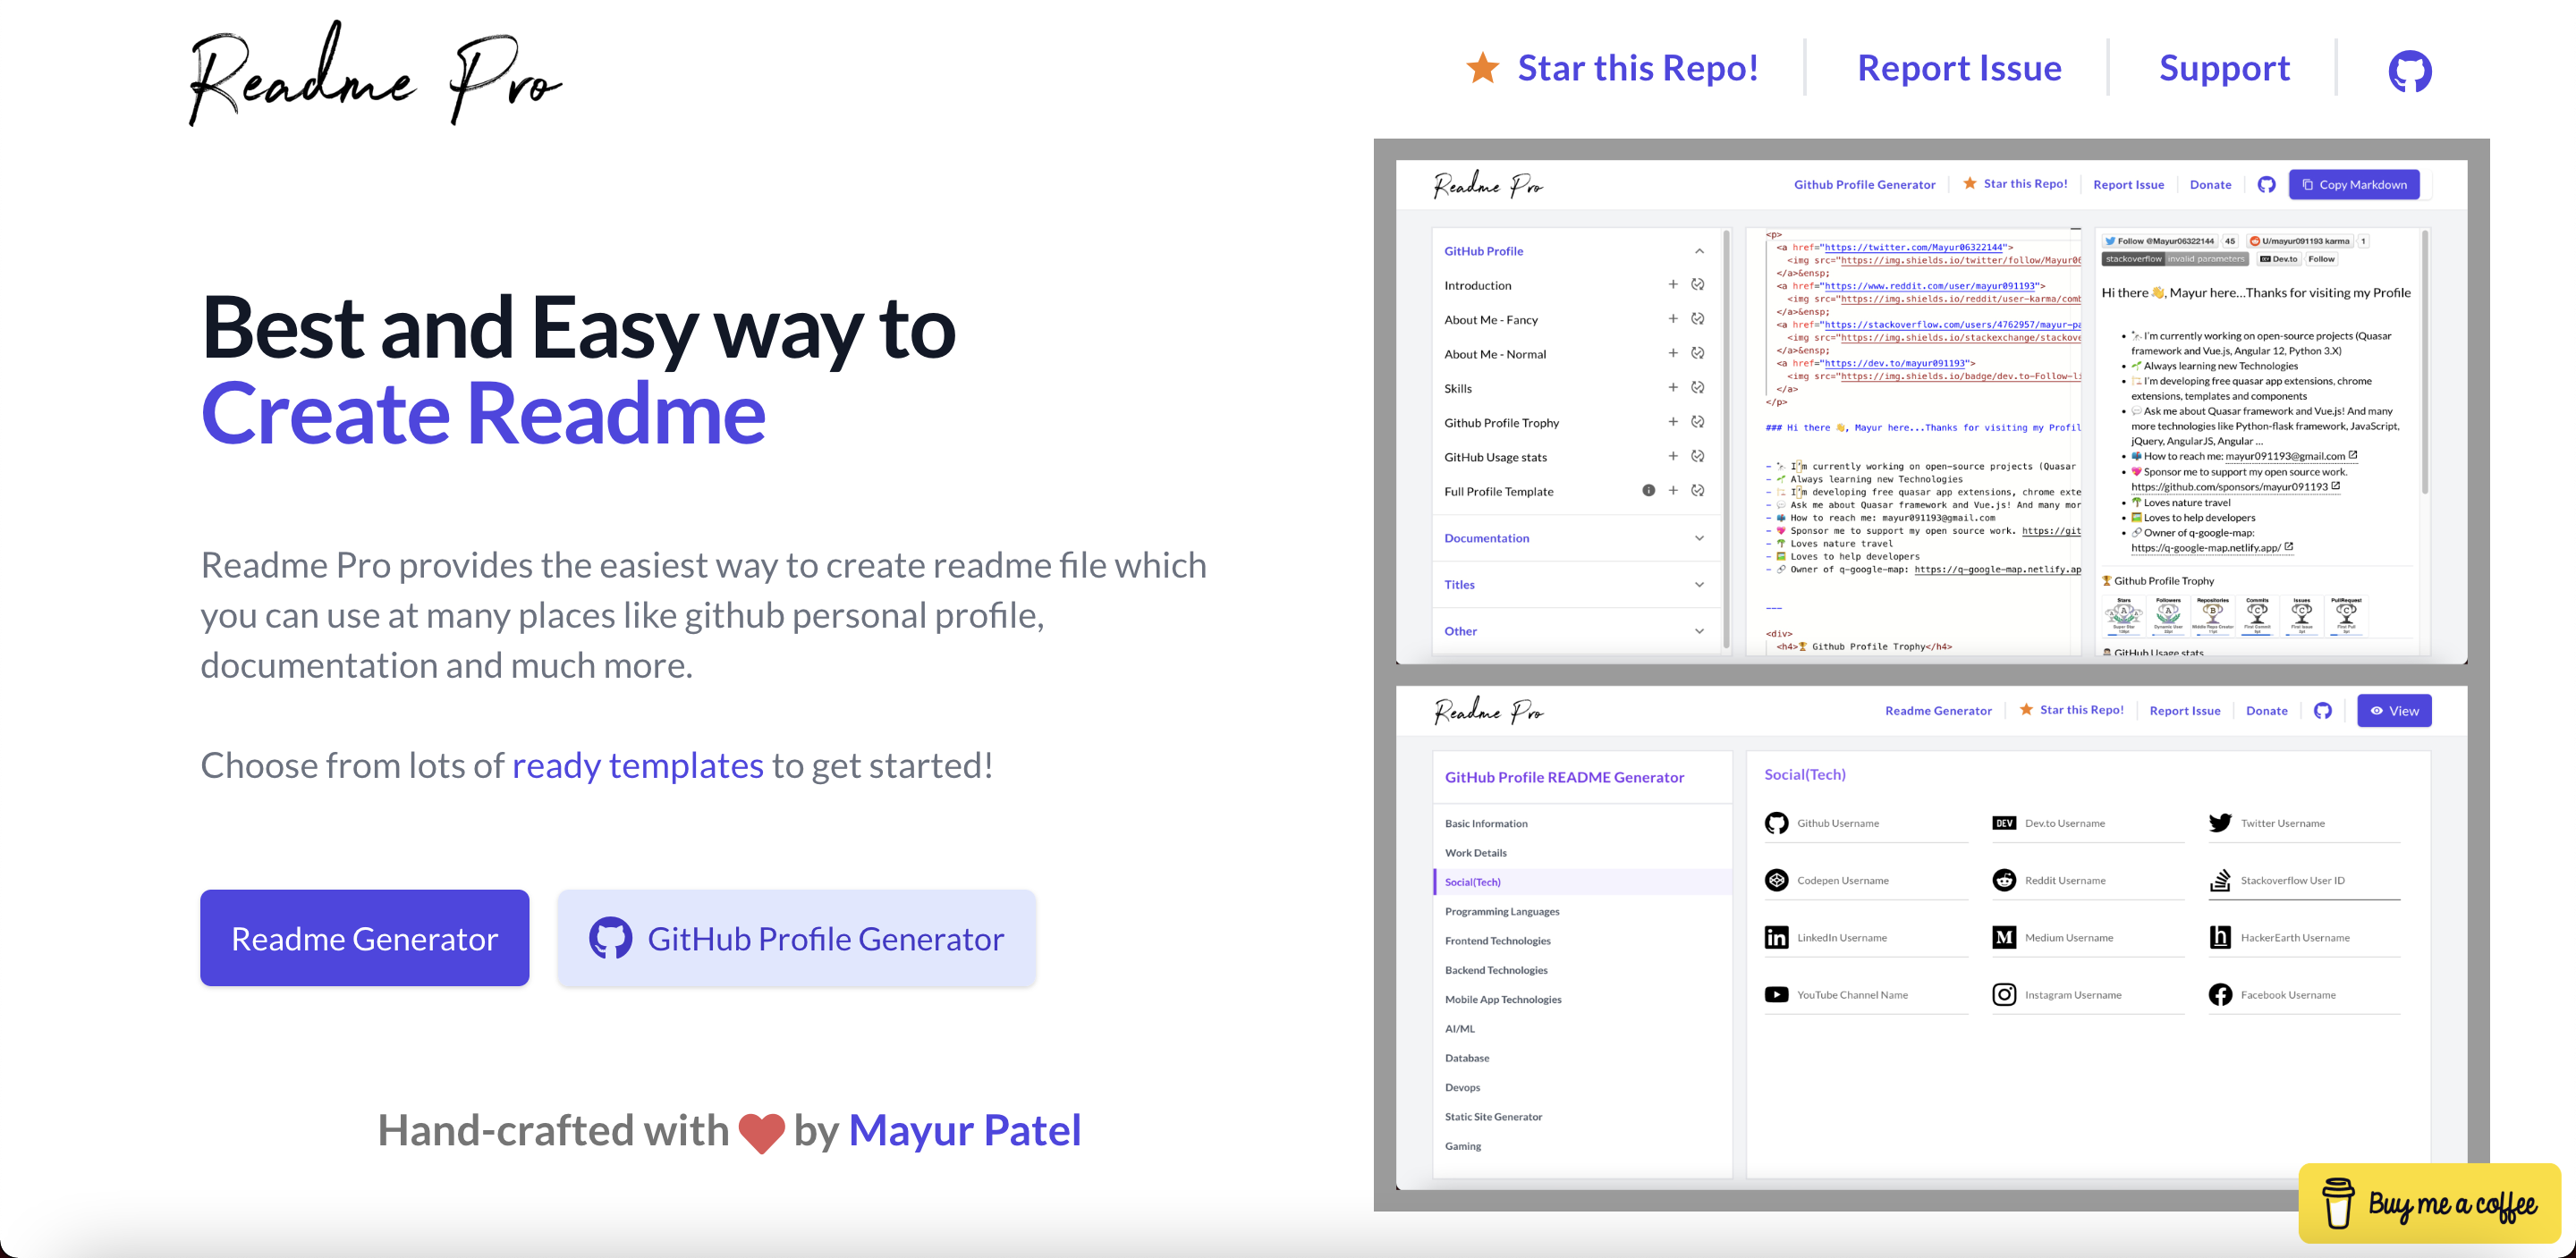 Readme Pro
Star this Repo!
Report Issue
Support
Best and Easy way to
Create Readme
Readme Pro provides the easiest way to create readme file which
you can use at many places like github personal profile,
documentation and much more.
Choose from lots of ready templates to get started!
Readme Generator
GitHub Profile Generator
Hand-crafted with by Mayur Patel
Readme Pro
Github Profile Generator
Star this Repo!
Report Issue
Donate
Copy Markdown
GitHub Profile
Introduction
About Me - Fancy
About Me - Normal
Skills
Github Profile Trophy
GitHub Usage stats
Full Profile Template
Documentation
Titles
Other
<p>
<a href="https://twitter.com/Mayur06322144">
<img src="https://img.shields.io/twitter/follow/Mayur06
</a>&ensp;
<a href="https://www.reddit.com/user/mayur091193">
<img src="https://img.shields.io/reddit/user-karma/comb
</a>&ensp;
<a href="https://stackoverflow.com/users/4762957/mayur-pa
<img src="https://img.shields.io/stackexchange/stackove
</a>&ensp;
<a href="https://dev.to/mayur091193">
<img src="https://img.shields.io/badge/dev.to-Follow-li
</a>
</p>
### Hi there 👋, Mayur here...Thanks for visiting my Profil
- 🔭 I'm currently working on open-source projects (Quasar
- 🌱 Always learning new Technologies
- I'm developing free quasar app extensions, chrome exte
- 💬 Ask me about Quasar framework and Vue.js! And many mor
- 📫 How to reach me: mayur091193@gmail.com
- 💖 Sponsor me to support my open source work. https://git
- 🌴 Loves nature travel
- Loves to help developers
- 🔗 Owner of q-google-map: https://q-google-map.netlify.ap
---
<div>
<h4>🏆 Github Profile Trophy</h4>
Follow @Mayur06322144 45
U/mayur091193 karma 1
stackoverflow invalid parameters
DEV Dev.to Follow
Hi there 👋, Mayur here...Thanks for visiting my Profile
• 🔭 I'm currently working on open-source projects (Quasar
framework and Vue.js, Angular 12, Python 3.X)
• 🌱 Always learning new Technologies
• I'm developing free quasar app extensions, chrome
extensions, templates and components
• 💬 Ask me about Quasar framework and Vue.js! And many
more technologies like Python-flask framework, JavaScript,
jQuery, AngularJS, Angular ...
• 📫 How to reach me: mayur091193@gmail.com
• 💖 Sponsor me to support my open source work.
https://github.com/sponsors/mayur091193
• 🌴 Loves nature travel
• Loves to help developers
• 🔗 Owner of q-google-map:
https://q-google-map.netlify.app/
🏆 Github Profile Trophy
Stars
Followers
Repositories
Commits
Issues
PullRequest
GitHub Usage stats
Readme Pro
Readme Generator
Star this Repo!
Report Issue
Donate
View
GitHub Profile README Generator
Basic Information
Work Details
Social(Tech)
Programming Languages
Frontend Technologies
Backend Technologies
Mobile App Technologies
AI/ML
Database
Devops
Static Site Generator
Gaming
Social(Tech)
Github Username
DEV Dev.to Username
Twitter Username
Codepen Username
Reddit Username
Stackoverflow User ID
in LinkedIn Username
M Medium Username
h HackerEarth Username
YouTube Channel Name
Instagram Username
Facebook Username
Buy me a coffee